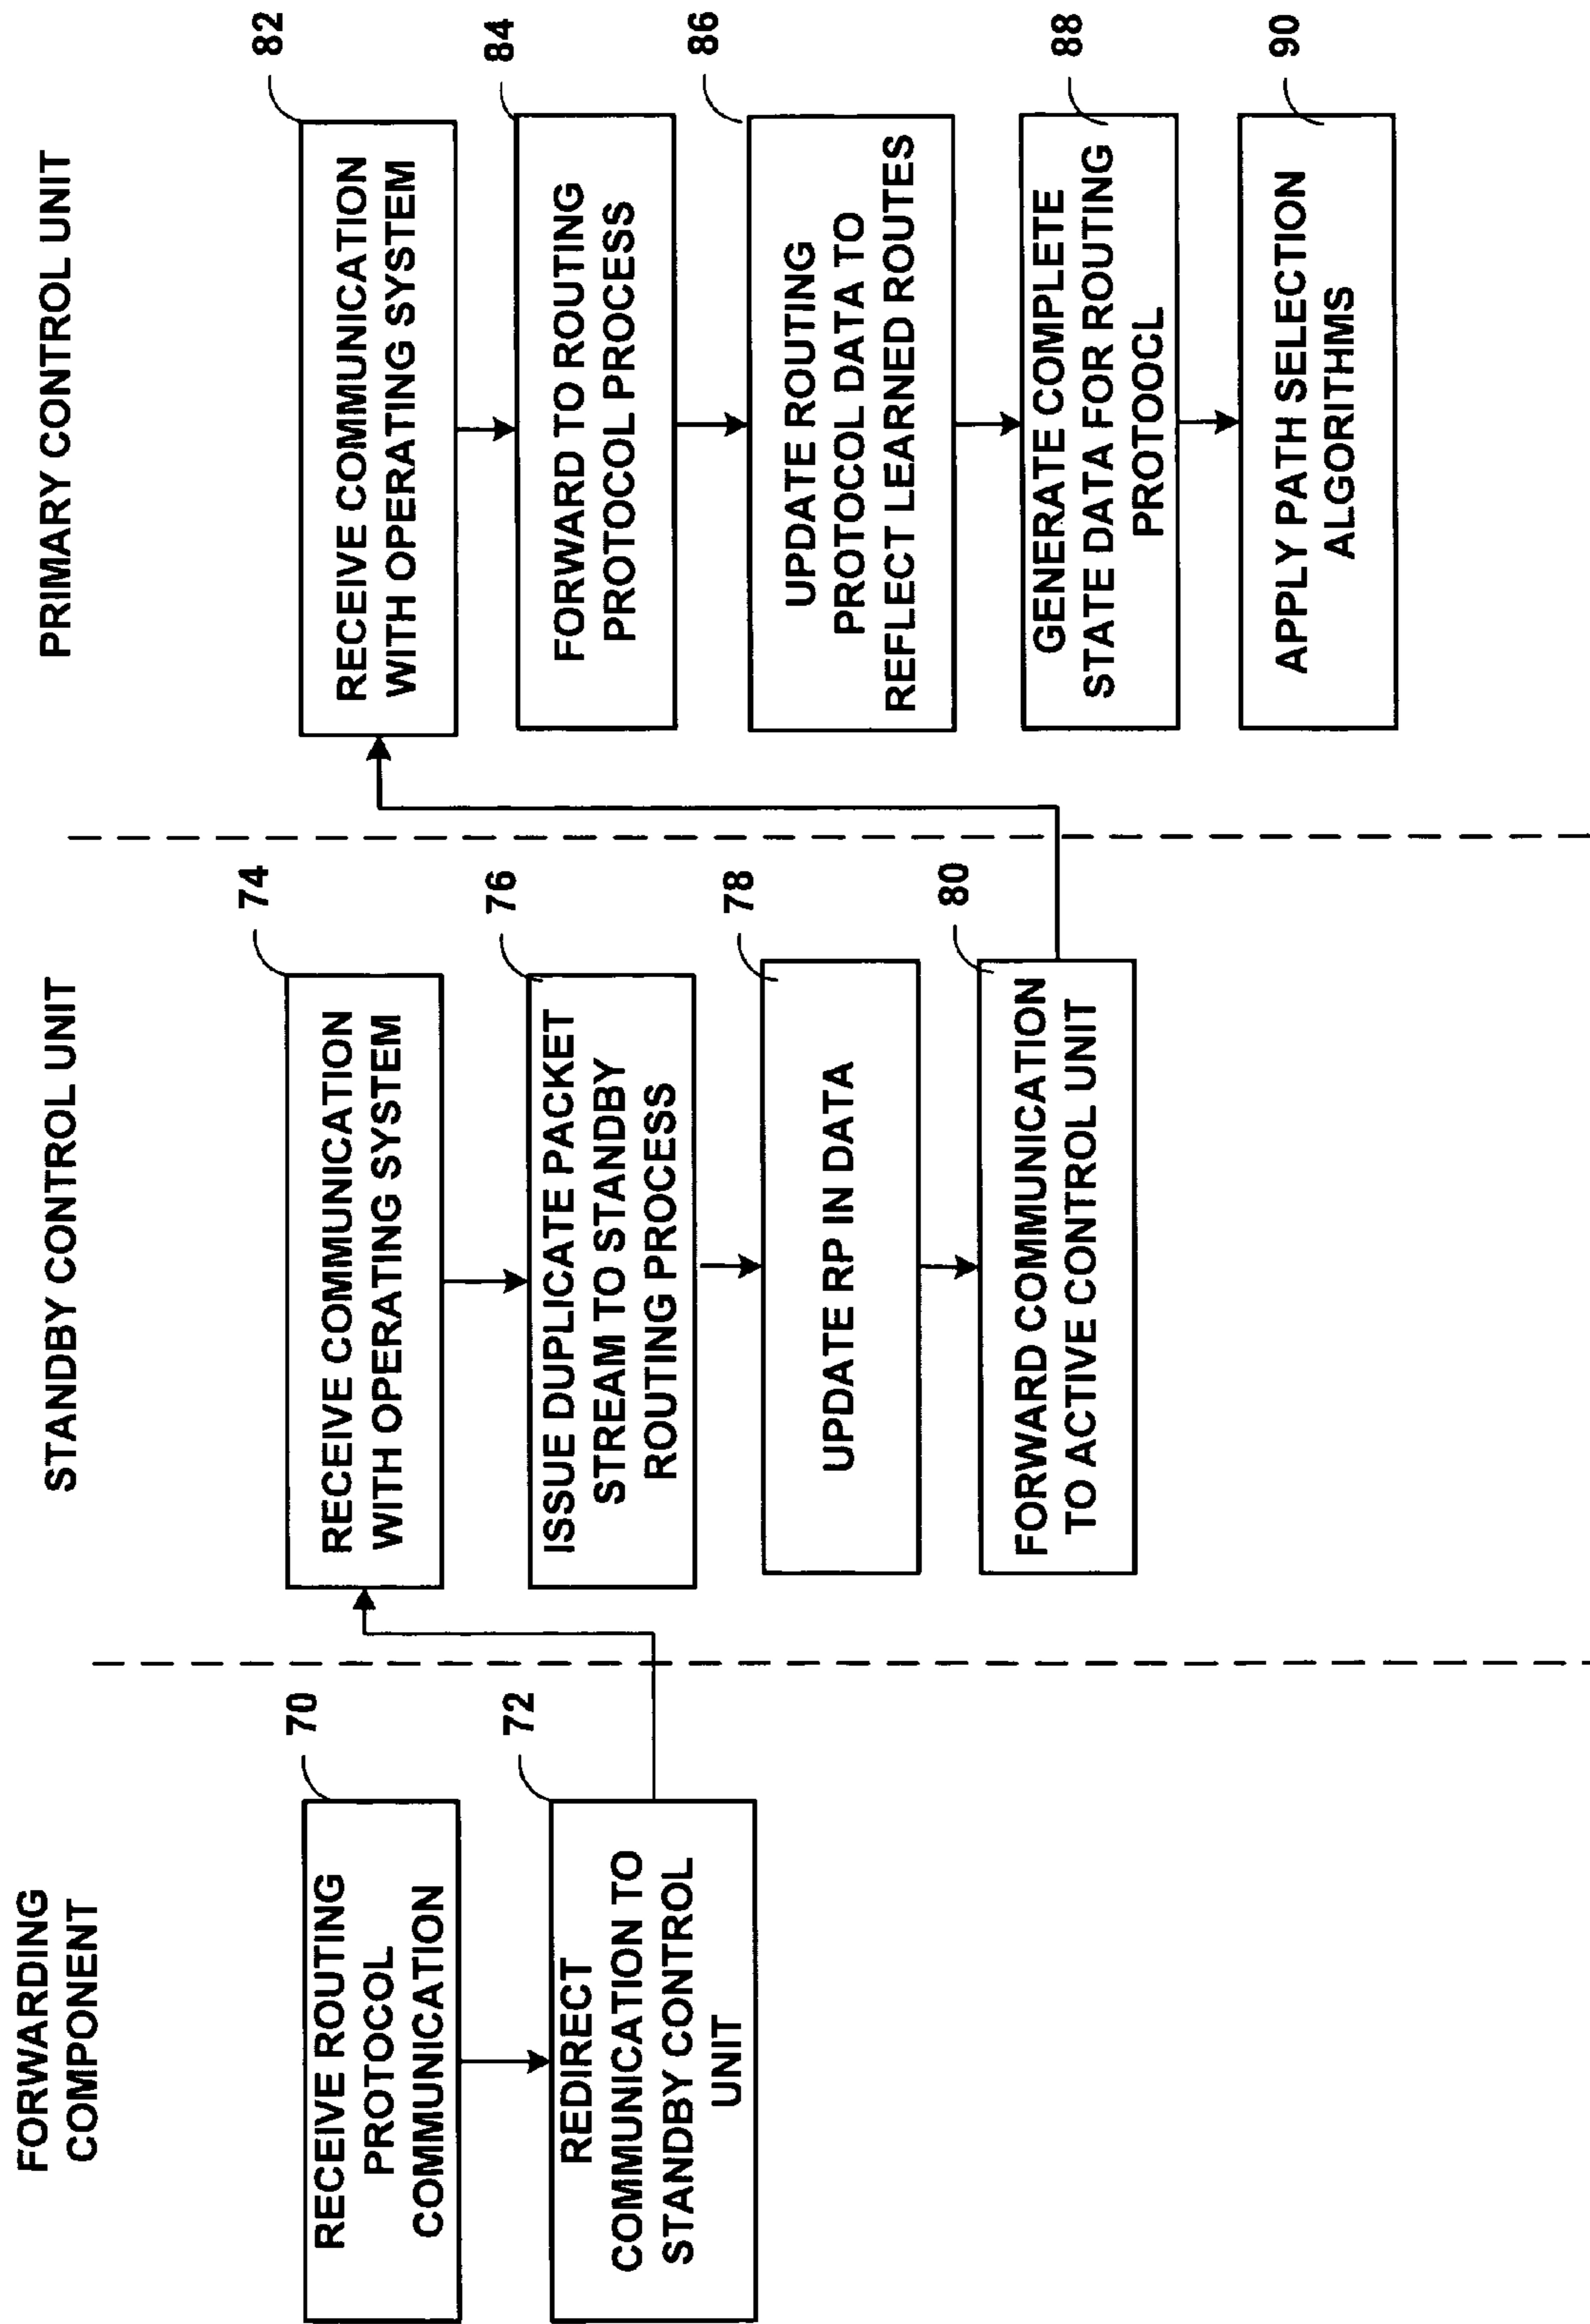 FORWARDING
COMPONENT
70
RECEIVE ROUTING
PROTOCOL
COMMUNICATION
72
REDIRECT
COMMUNICATION TO
STANDBY CONTROL
UNIT
STANDBY CONTROL UNIT
74
RECEIVE COMMUNICATION
WITH OPERATING SYSTEM
76
ISSUE DUPLICATE PACKET
STREAM TO STANDBY
ROUTING PROCESS
78
UPDATE RP IN DATA
80
FORWARD COMMUNICATION
TO ACTIVE CONTROL UNIT
PRIMARY CONTROL UNIT
82
RECEIVE COMMUNICATION
WITH OPERATING SYSTEM
84
FORWARD TO ROUTING
PROTOCOL PROCESS
86
UPDATE ROUTING
PROTOCOL DATA TO
REFLECT LEARNED ROUTES
88
GENERATE COMPLETE
STATE DATA FOR ROUTING
PROTOOCL
90
APPLY PATH SELECTION
ALGORITHMS